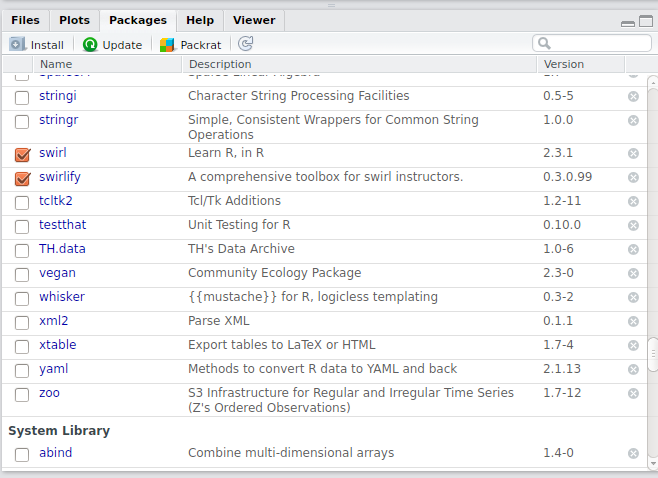 Files Plots Packages Help Viewer
Install Update Packrat
Name Description Version
stringi Character String Processing Facilities 0.5-5
stringr Simple, Consistent Wrappers for Common String 1.0.0
Operations
swirl Learn R, in R 2.3.1
swirlify A comprehensive toolbox for swirl instructors. 0.3.0.99
tcltk2 Tcl/Tk Additions 1.2-11
testthat Unit Testing for R 0.10.0
TH.data TH's Data Archive 1.0-6
vegan Community Ecology Package 2.3-0
whisker {{mustache}} for R, logicless templating 0.3-2
xml2 Parse XML 0.1.1
xtable Export tables to LaTeX or HTML 1.7-4
yaml Methods to convert R data to YAML and back 2.1.13
zoo S3 Infrastructure for Regular and Irregular Time Series 1.7-12
(Z's Ordered Observations)
System Library
abind Combine multi-dimensional arrays 1.4-0